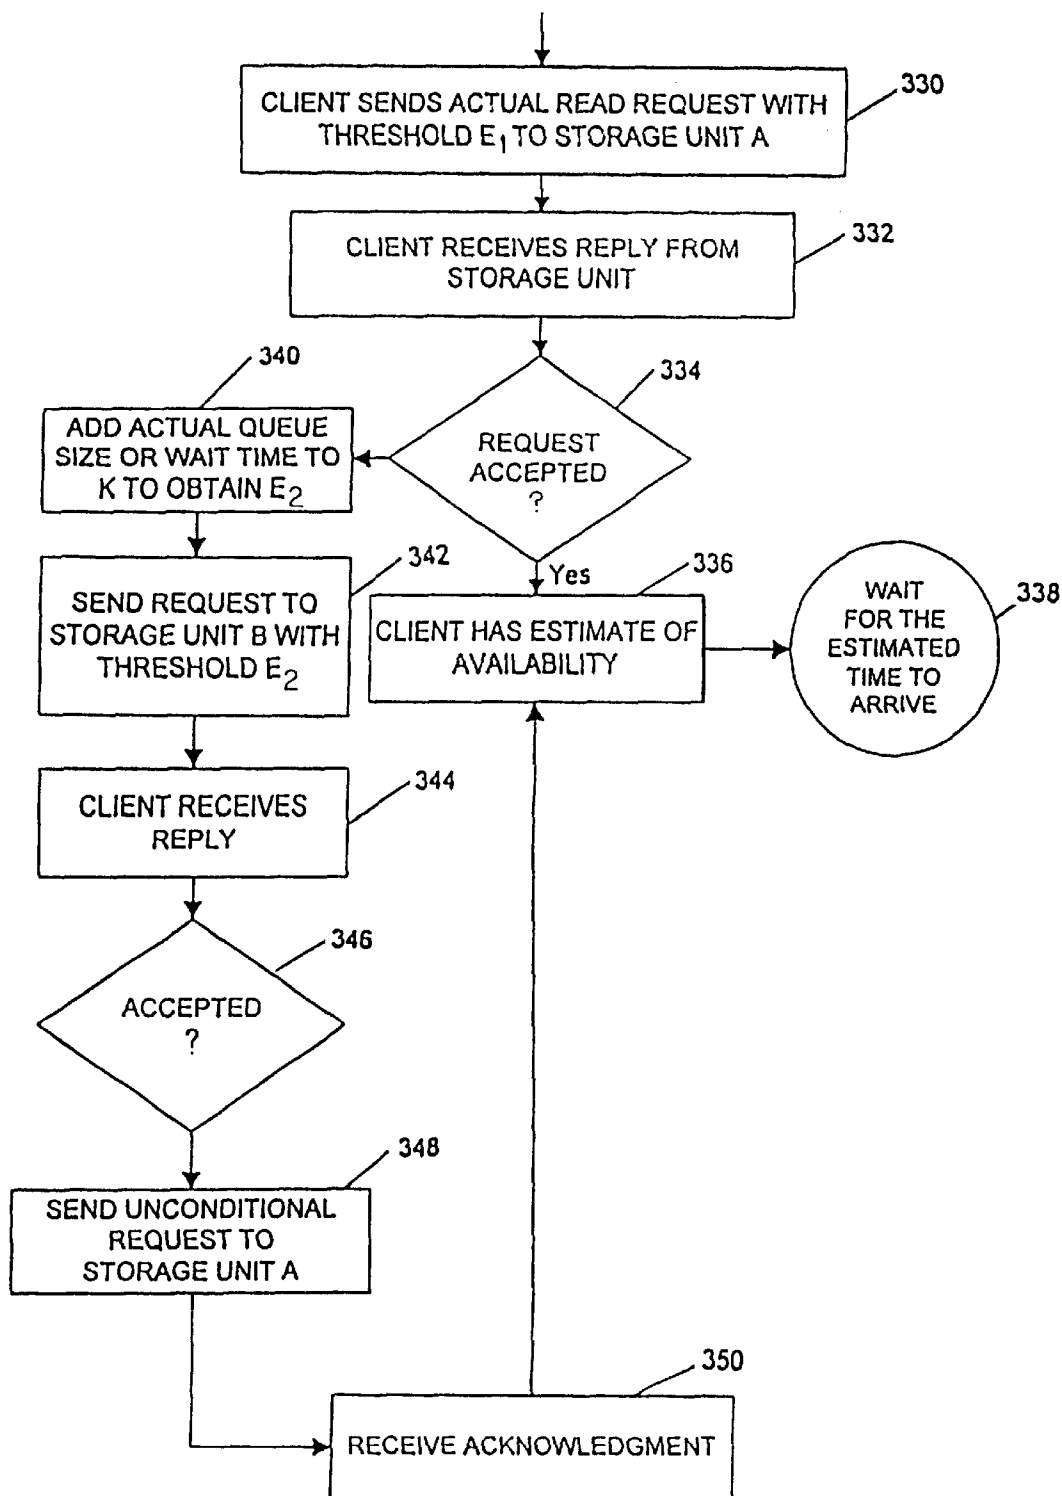 CLIENT SENDS ACTUAL READ REQUEST WITH
THRESHOLD E1 TO STORAGE UNIT A
330
CLIENT RECEIVES REPLY FROM
STORAGE UNIT
332
340
334
ADD ACTUAL QUEUE
SIZE OR WAIT TIME TO
K TO OBTAIN E2
REQUEST
ACCEPTED
?
Yes
342
336
SEND REQUEST TO
STORAGE UNIT B WITH
THRESHOLD E2
CLIENT HAS ESTIMATE OF
AVAILABILITY
WAIT
FOR THE
ESTIMATED
TIME TO
ARRIVE
338
CLIENT RECEIVES
REPLY
344
346
ACCEPTED
?
348
SEND UNCONDITIONAL
REQUEST TO
STORAGE UNIT A
350
RECEIVE ACKNOWLEDGMENT